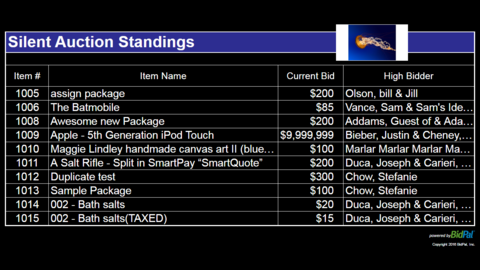 Silent Auction Standings
Item # Item Name Current Bid High Bidder
1005 assign package $200 Olson, bill & Jill
1006 The Batmobile $85 Vance, Sam & Sam's Ide...
1008 Awesome new Package $200 Addams, Guest of & Ada...
1009 Apple - 5th Generation iPod Touch $9,999,999 Bieber, Justin & Cheney,...
1010 Maggie Lindley handmade canvas art II (blue... $100 Marlar Marlar Marlar Ma...
1011 A Salt Rifle - Split in SmartPay “SmartQuote” $200 Duca, Joseph & Carieri, ...
1012 Duplicate test $300 Chow, Stefanie
1013 Sample Package $100 Chow, Stefanie
1014 002 - Bath salts $20 Duca, Joseph & Carieri, ...
1015 002 - Bath salts(TAXED) $15 Duca, Joseph & Carieri, ...
powered by BidPal
Copyright 2016 BidPal, Inc.